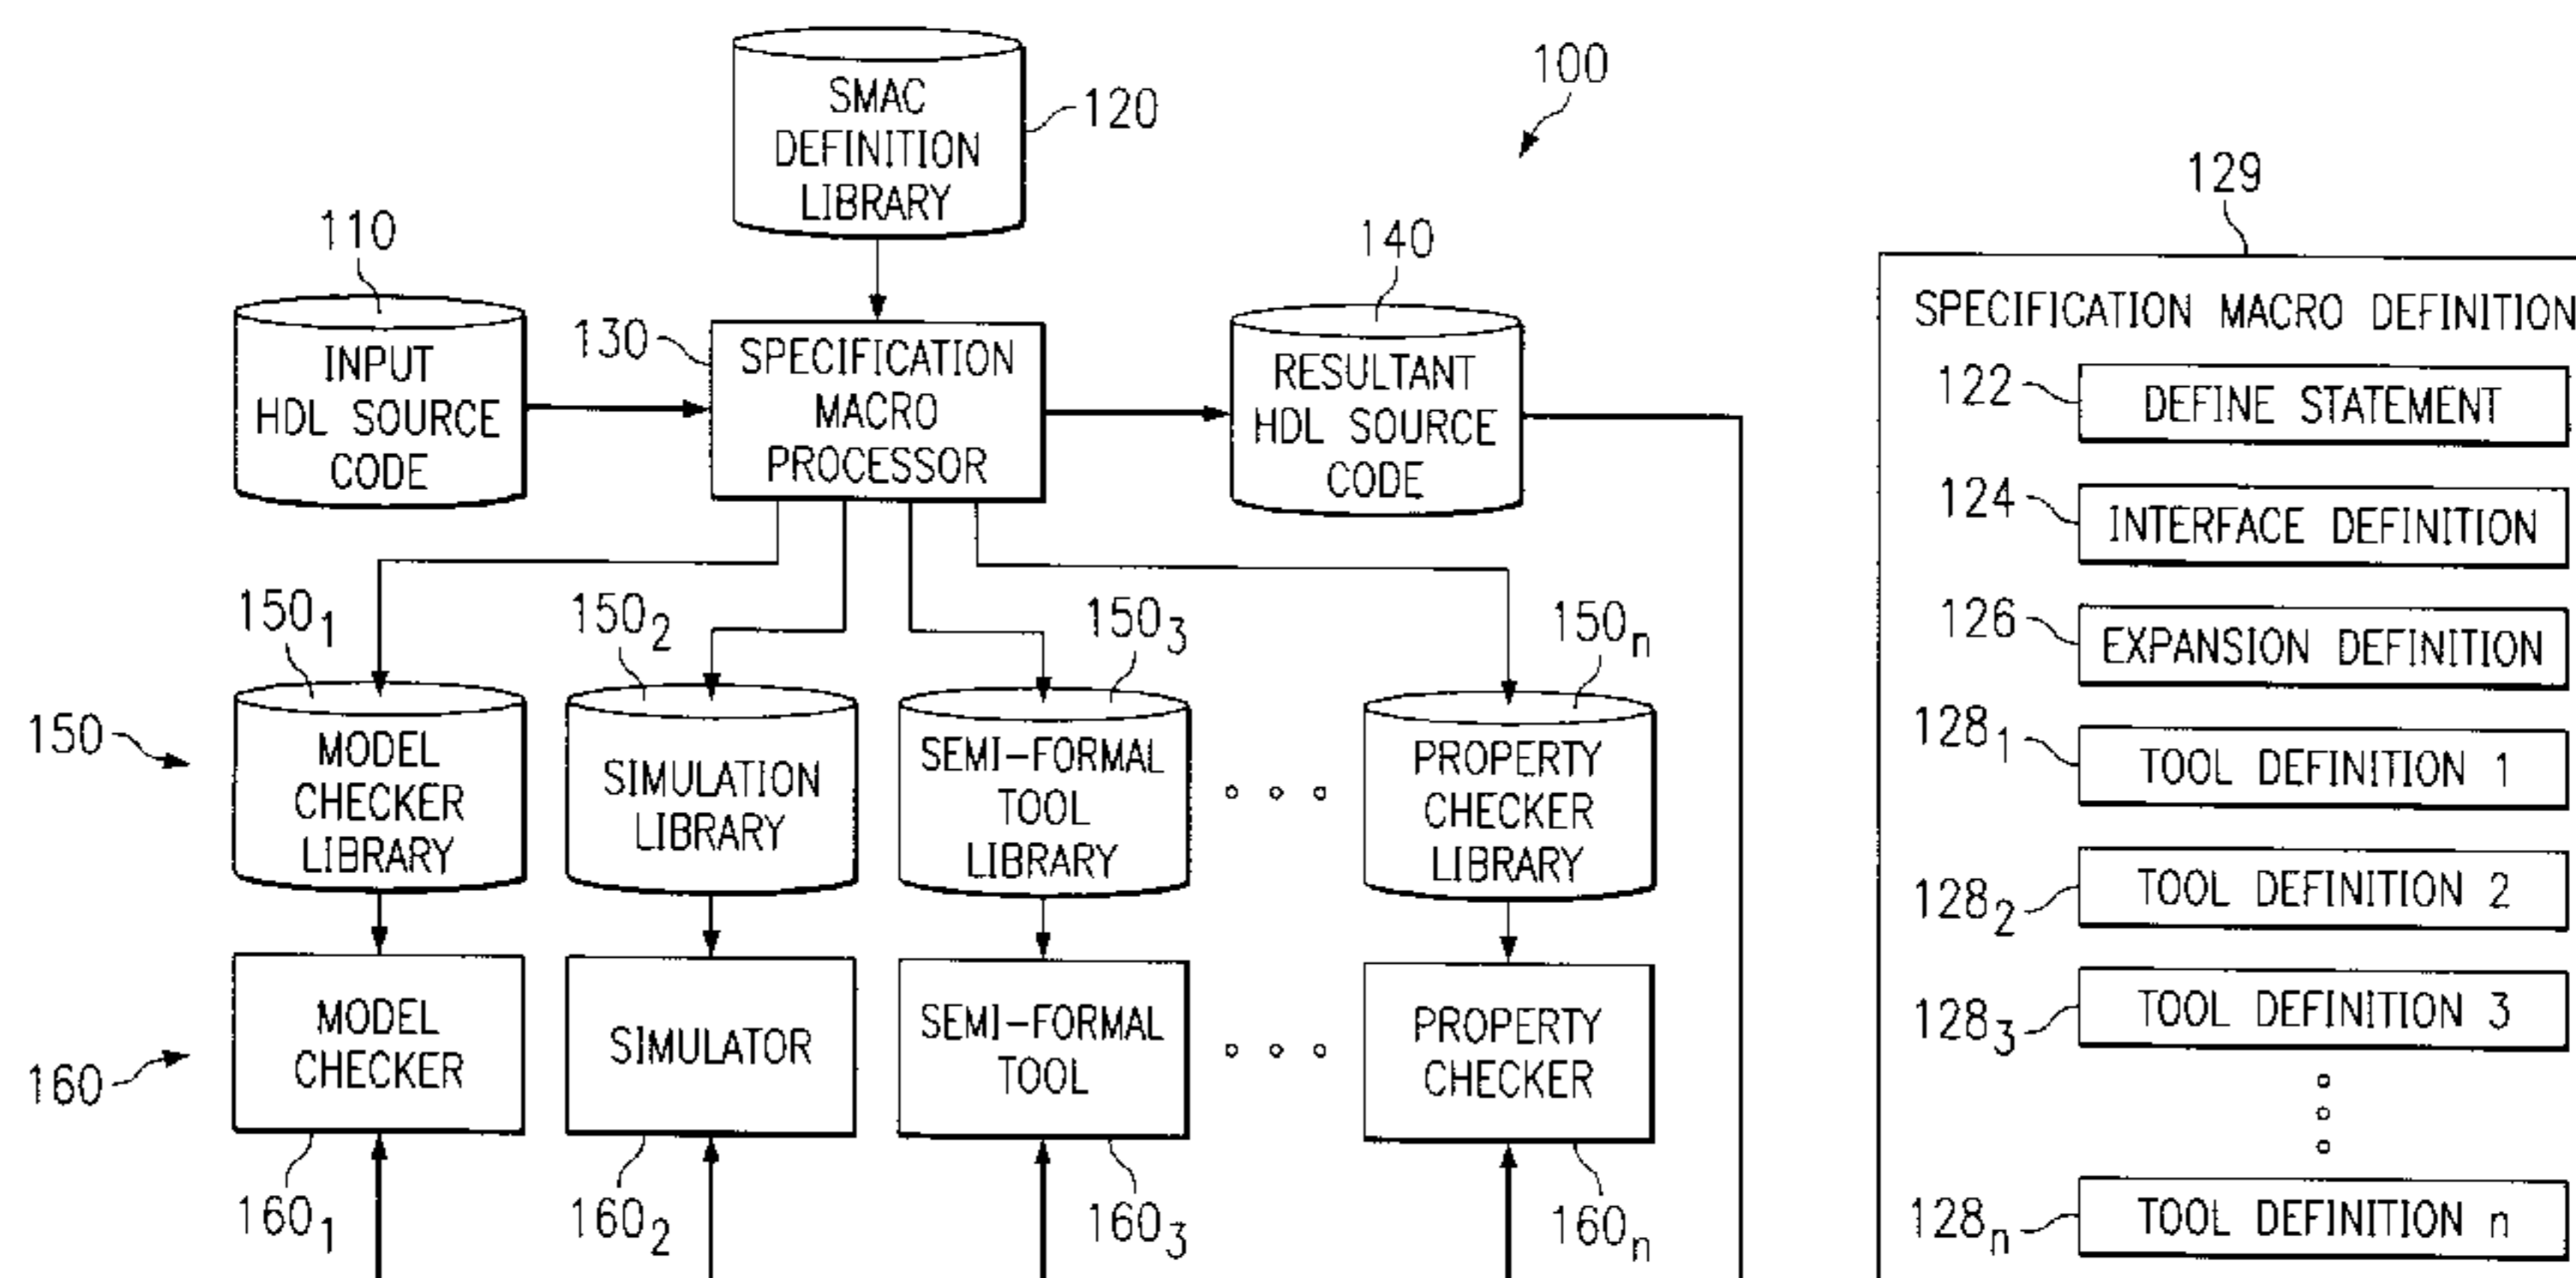 100
SMAC
DEFINITION
LIBRARY
120
110
INPUT
HDL SOURCE
CODE
130
SPECIFICATION
MACRO
PROCESSOR
140
RESULTANT
HDL SOURCE
CODE
150
150₁
MODEL
CHECKER
LIBRARY
150₂
SIMULATION
LIBRARY
150₃
SEMI-FORMAL
TOOL
LIBRARY
150ₙ
PROPERTY
CHECKER
LIBRARY
160
MODEL
CHECKER
160₁
SIMULATOR
160₂
SEMI-FORMAL
TOOL
160₃
PROPERTY
CHECKER
160ₙ
129
SPECIFICATION MACRO DEFINITION
122
DEFINE STATEMENT
124
INTERFACE DEFINITION
126
EXPANSION DEFINITION
128₁
TOOL DEFINITION 1
128₂
TOOL DEFINITION 2
128₃
TOOL DEFINITION 3
128ₙ
TOOL DEFINITION n